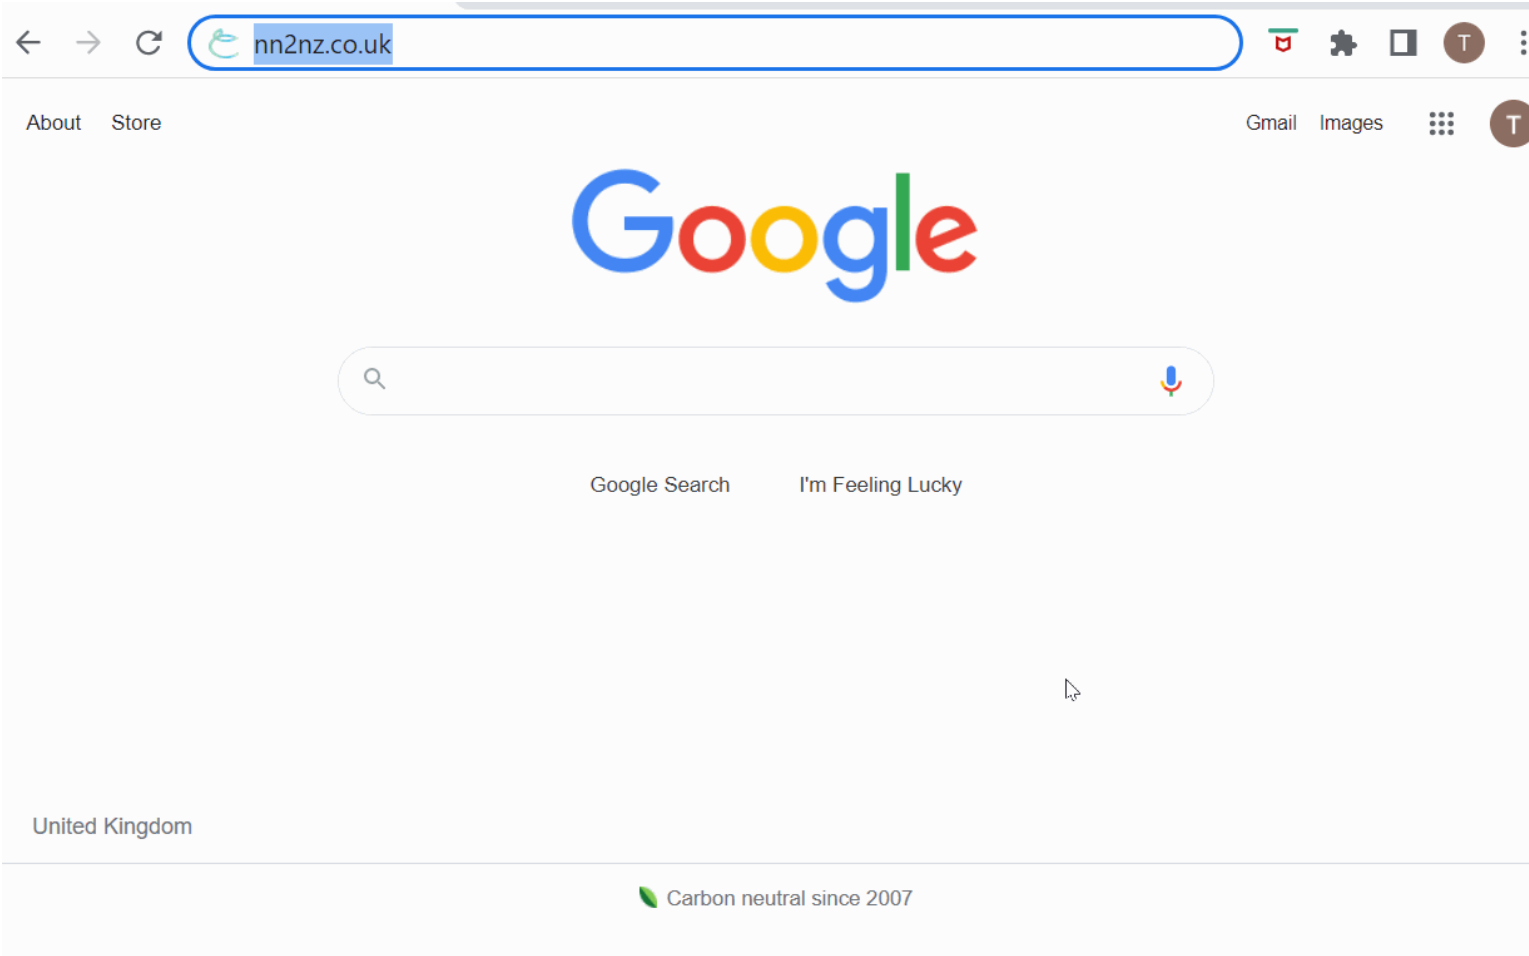 nn2nz.co.uk
T
About Store Gmail Images T
Google
Google Search I'm Feeling Lucky
United Kingdom
Carbon neutral since 2007